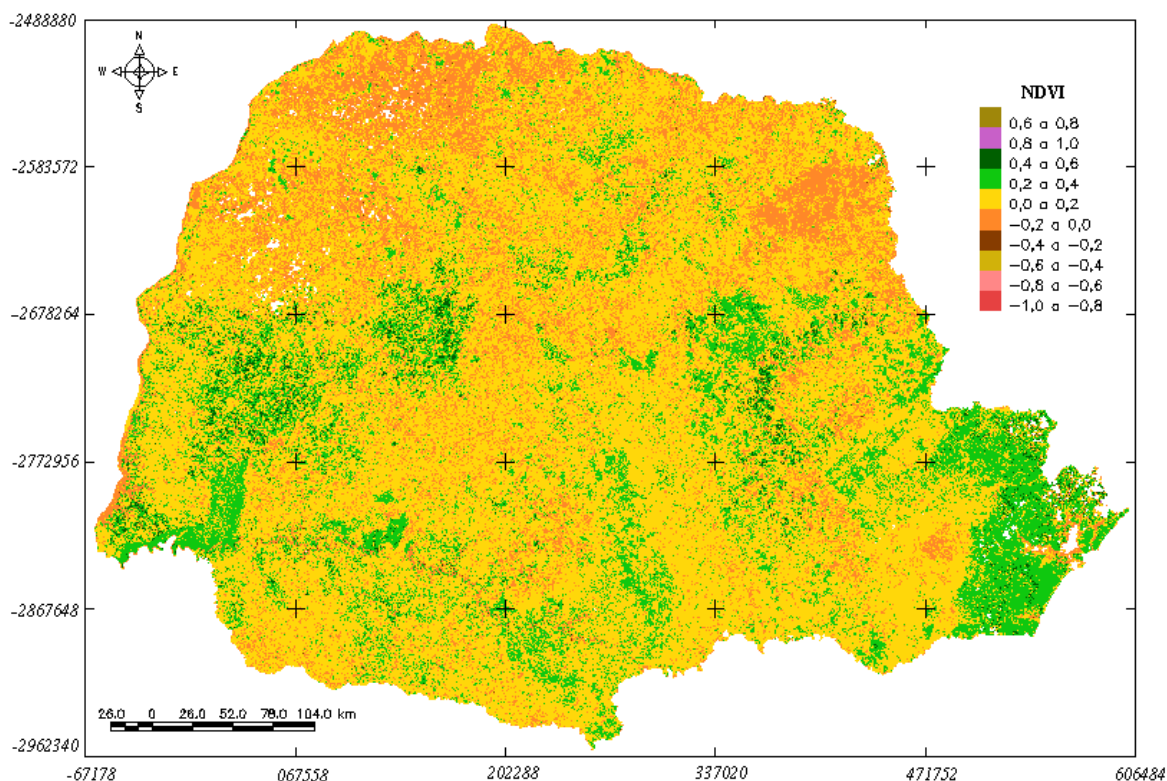 -2488880
N
W E
S
NDVI
0,6 a 0,8
0,8 a 1,0
0,4 a 0,6
0,2 a 0,4
0,0 a 0,2
-0,2 a 0,0
-0,4 a -0,2
-0,6 a -0,4
-0,8 a -0,6
-1,0 a -0,8
-2583572
-2678264
-2772956
-2867648
26.0 0 26.0 52.0 78.0 104.0 km
-2962340
-67178 067558 202288 337020 471752 606484